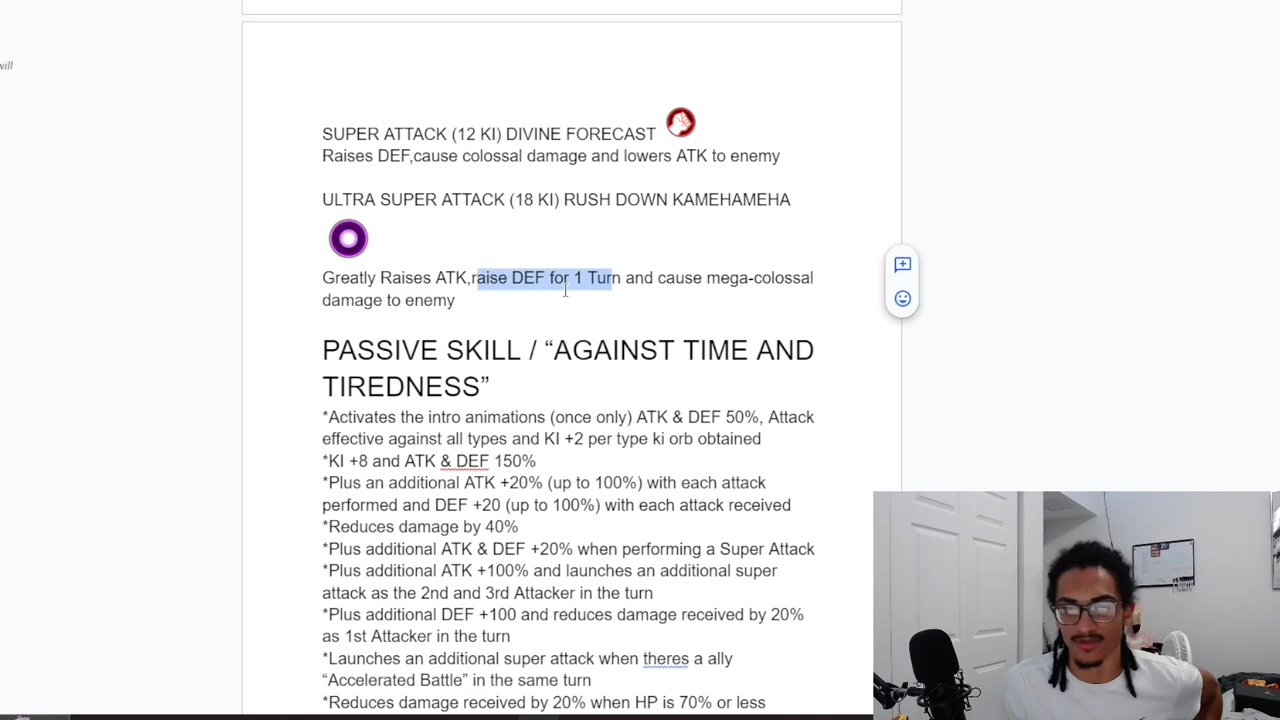 will
SUPER ATTACK (12 KI) DIVINE FORECAST
Raises DEF,cause colossal damage and lowers ATK to enemy
ULTRA SUPER ATTACK (18 KI) RUSH DOWN KAMEHAMEHA
Greatly Raises ATK,raise DEF for 1 Turn and cause mega-colossal
damage to enemy
PASSIVE SKILL / “AGAINST TIME AND
TIREDNESS”
*Activates the intro animations (once only) ATK & DEF 50%, Attack
effective against all types and KI +2 per type ki orb obtained
*KI +8 and ATK & DEF 150%
*Plus an additional ATK +20% (up to 100%) with each attack
performed and DEF +20 (up to 100%) with each attack received
*Reduces damage by 40%
*Plus additional ATK & DEF +20% when performing a Super Attack
*Plus additional ATK +100% and launches an additional super
attack as the 2nd and 3rd Attacker in the turn
*Plus additional DEF +100 and reduces damage received by 20%
as 1st Attacker in the turn
*Launches an additional super attack when theres a ally
“Accelerated Battle” in the same turn
*Reduces damage received by 20% when HP is 70% or less